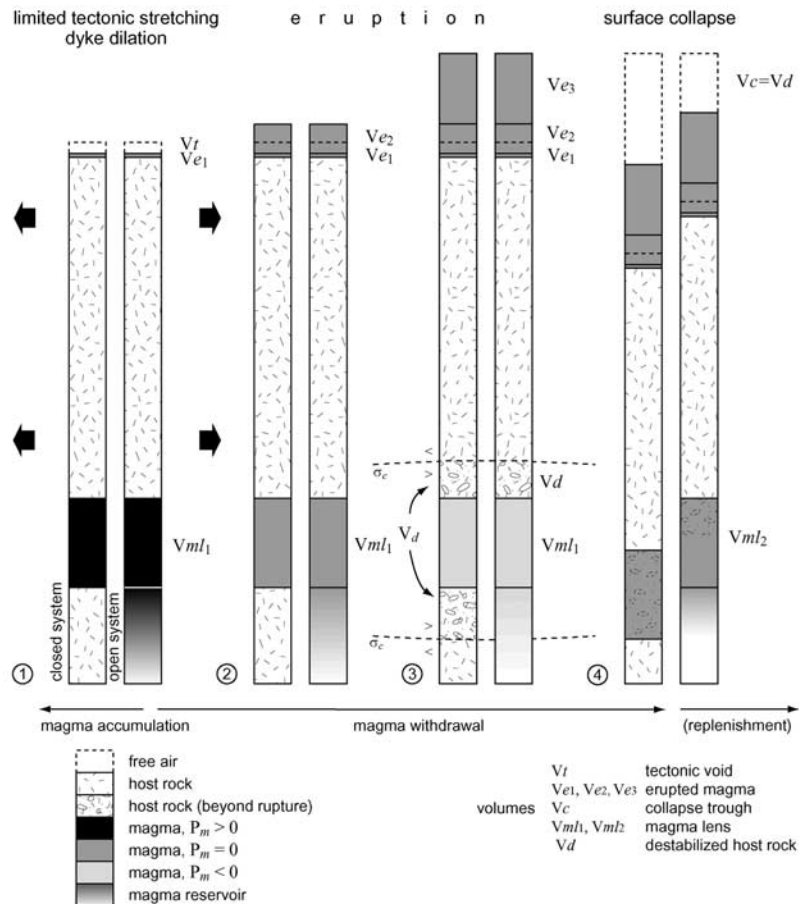 limited tectonic stretching
dyke dilation
e r u p t i o n
surface collapse
Ve3
Vc=Vd
Vt
Ve1
Ve2
Ve1
Ve2
Ve1
σc
<
>
Vd
Vd
Vml1
Vml1
Vml1
Vml2
closed system
open system
>
<
σc
1
2
3
4
magma accumulation
magma withdrawal
(replenishment)
free air
host rock
host rock (beyond rupture)
magma, Pm > 0
magma, Pm = 0
magma, Pm < 0
magma reservoir
volumes
Vt tectonic void
Ve1, Ve2, Ve3 erupted magma
Vc collapse trough
Vml1, Vml2 magma lens
Vd destabilized host rock